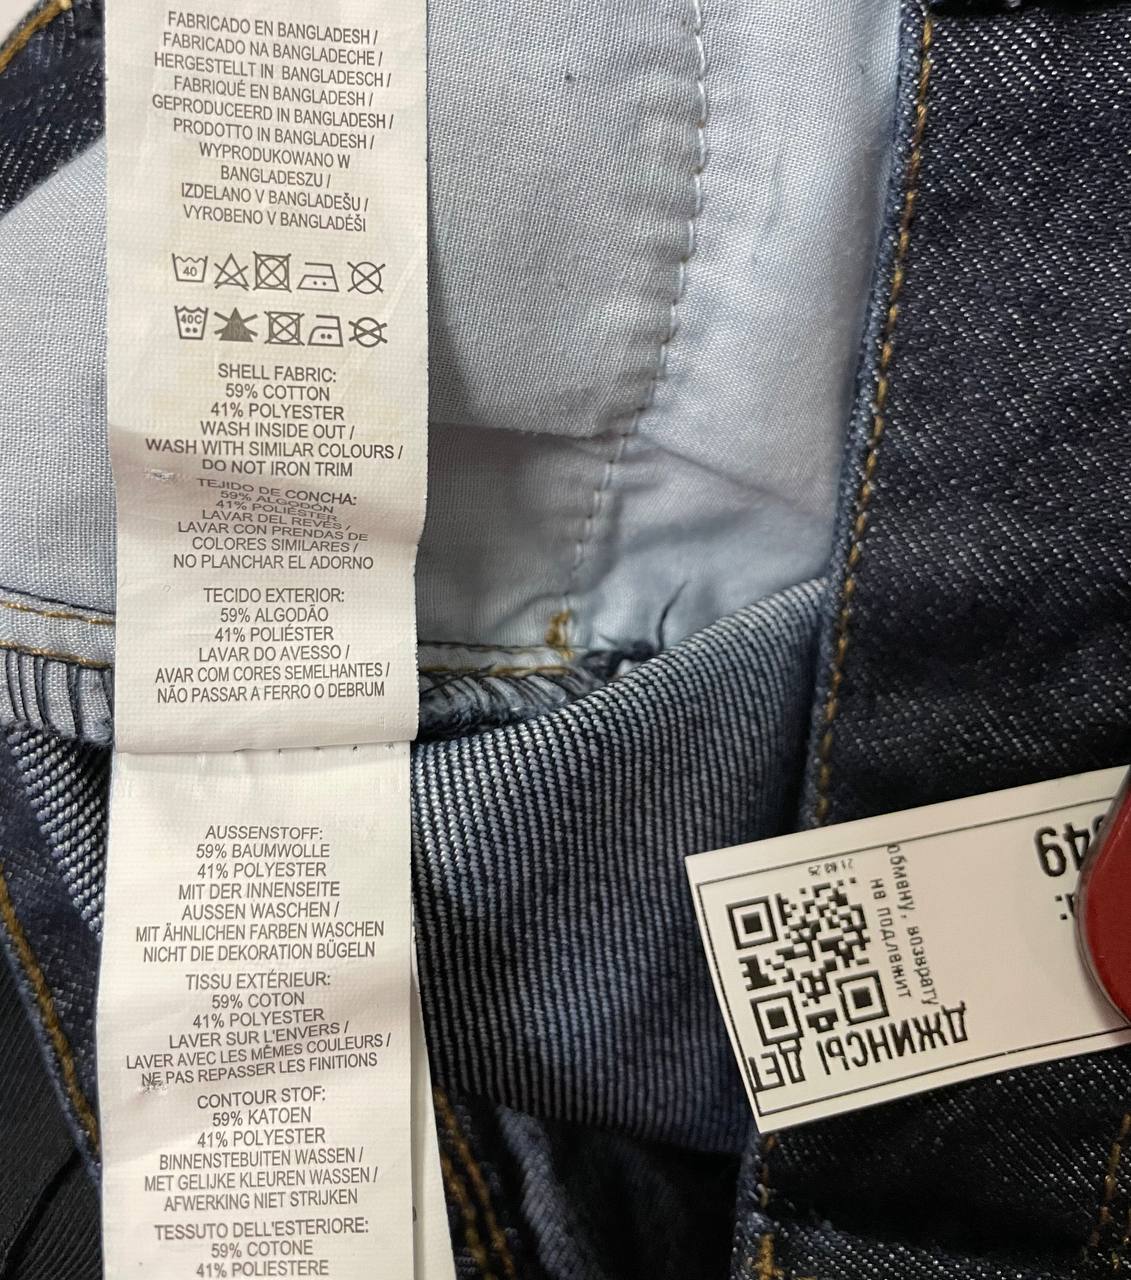 FABRICADO EN BANGLADESH /
FABRICADO NA BANGLADECHE /
HERGESTELLT IN BANGLADESCH /
FABRIQUÉ EN BANGLADESH /
GEPRODUCEERD IN BANGLADESH /
PRODOTTO IN BANGLADESH /
WYPRODUKOWANO W
BANGLADESZU /
IZDELANO V BANGLADEŠU /
VYROBENO V BANGLADÉŠI
40
40C
SHELL FABRIC:
59% COTTON
41% POLYESTER
WASH INSIDE OUT /
WASH WITH SIMILAR COLOURS /
DO NOT IRON TRIM
TEJIDO DE CONCHA:
59% ALGODÓN
41% POLIÉSTER
LAVAR DEL REVÉS /
LAVAR CON PRENDAS DE
COLORES SIMILARES /
NO PLANCHAR EL ADORNO
TECIDO EXTERIOR:
59% ALGODÃO
41% POLIÉSTER
LAVAR DO AVESSO /
AVAR COM CORES SEMELHANTES /
NÃO PASSAR A FERRO O DEBRUM
AUSSENSTOFF:
59% BAUMWOLLE
41% POLYESTER
MIT DER INNENSEITE
AUSSEN WASCHEN /
MIT ÄHNLICHEN FARBEN WASCHEN
NICHT DIE DEKORATION BÜGELN
TISSU EXTÉRIEUR:
59% COTON
41% POLYESTER
LAVER SUR L'ENVERS /
LAVER AVEC LES MÊMES COULEURS /
NE PAS REPASSER LES FINITIONS
CONTOUR STOF:
59% KATOEN
41% POLYESTER
BINNENSTEBUITEN WASSEN /
MET GELIJKE KLEUREN WASSEN /
AFWERKING NIET STRIJKEN
TESSUTO DELL'ESTERIORE:
59% COTONE
41% POLIESTERE
ДЖИНСЫ ДЕТ
обмену, возврату
не подлежит
49